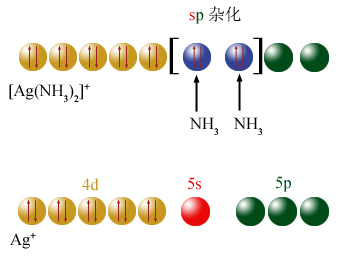 sp 杂化
[Ag(NH₃)₂]⁺
NH₃ NH₃
4d 5s 5p
Ag⁺